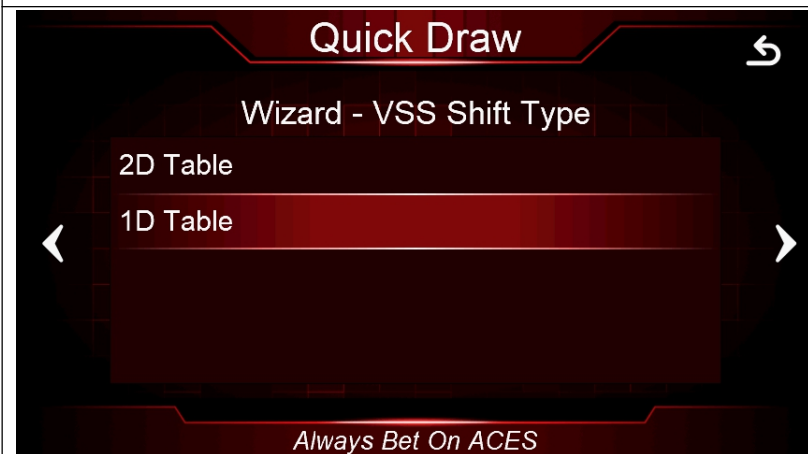 Quick Draw
Wizard - VSS Shift Type
2D Table
1D Table
Always Bet On ACES